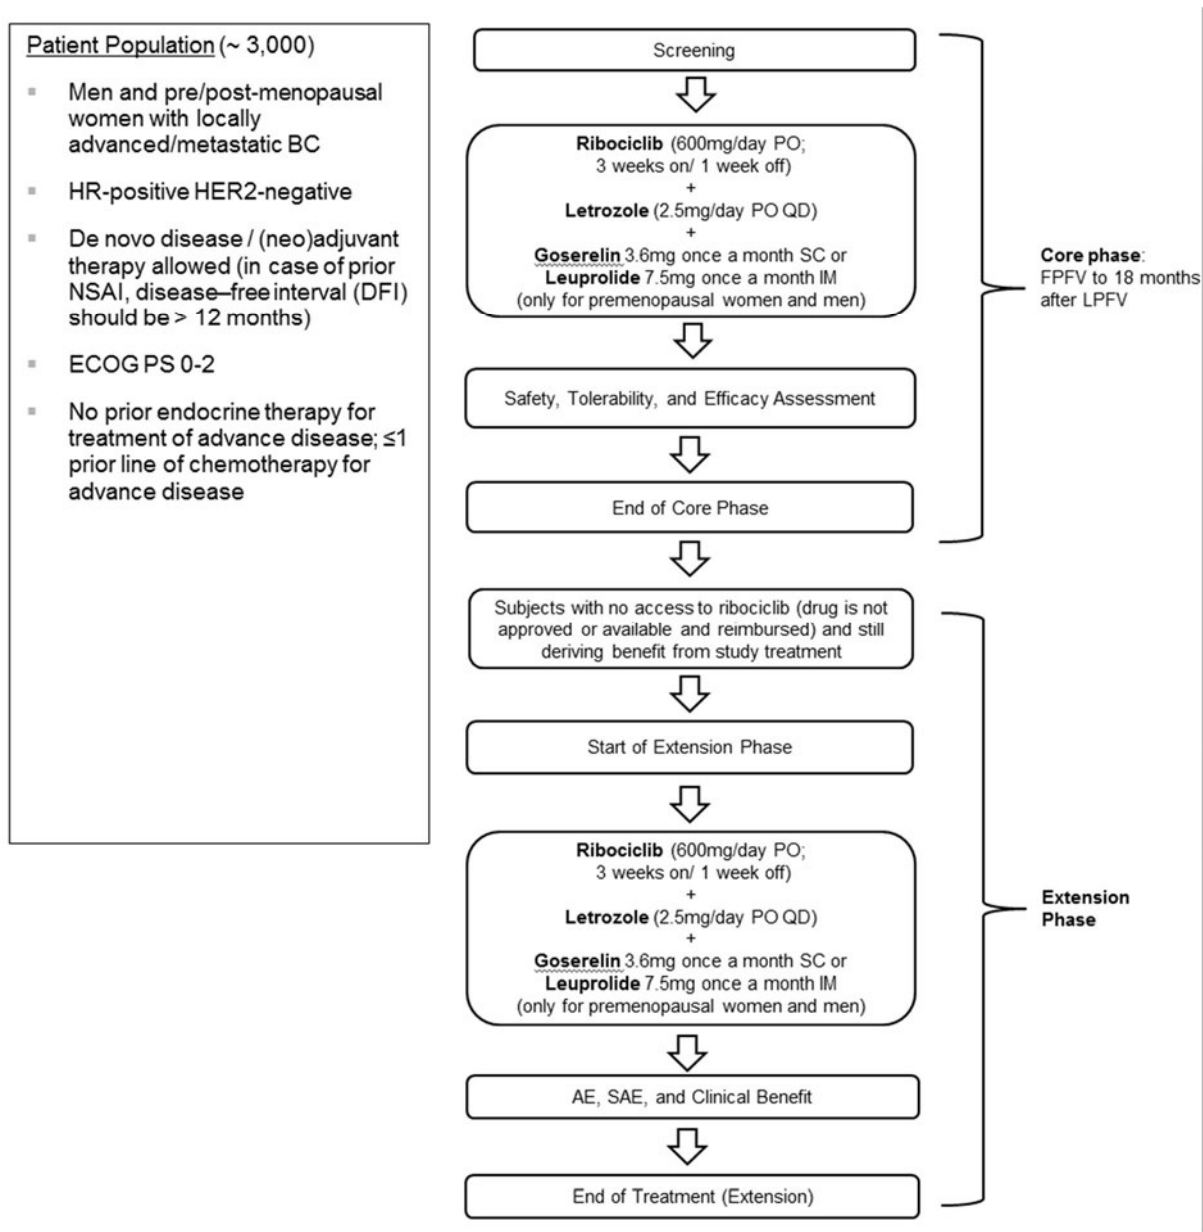 Patient Population (~ 3,000)
▪ Men and pre/post-menopausal
women with locally
advanced/metastatic BC
▪ HR-positive HER2-negative
▪ De novo disease / (neo)adjuvant
therapy allowed (in case of prior
NSAI, disease–free interval (DFI)
should be > 12 months)
▪ ECOG PS 0-2
▪ No prior endocrine therapy for
treatment of advance disease; ≤1
prior line of chemotherapy for
advance disease
Screening
Ribociclib (600mg/day PO;
3 weeks on/ 1 week off)
+
Letrozole (2.5mg/day PO QD)
+
Goserelin 3.6mg once a month SC or
Leuprolide 7.5mg once a month IM
(only for premenopausal women and men)
Safety, Tolerability, and Efficacy Assessment
End of Core Phase
Core phase:
FPFV to 18 months
after LPFV
Subjects with no access to ribociclib (drug is not
approved or available and reimbursed) and still
deriving benefit from study treatment
Start of Extension Phase
Ribociclib (600mg/day PO;
3 weeks on/ 1 week off)
+
Letrozole (2.5mg/day PO QD)
+
Goserelin 3.6mg once a month SC or
Leuprolide 7.5mg once a month IM
(only for premenopausal women and men)
AE, SAE, and Clinical Benefit
End of Treatment (Extension)
Extension
Phase